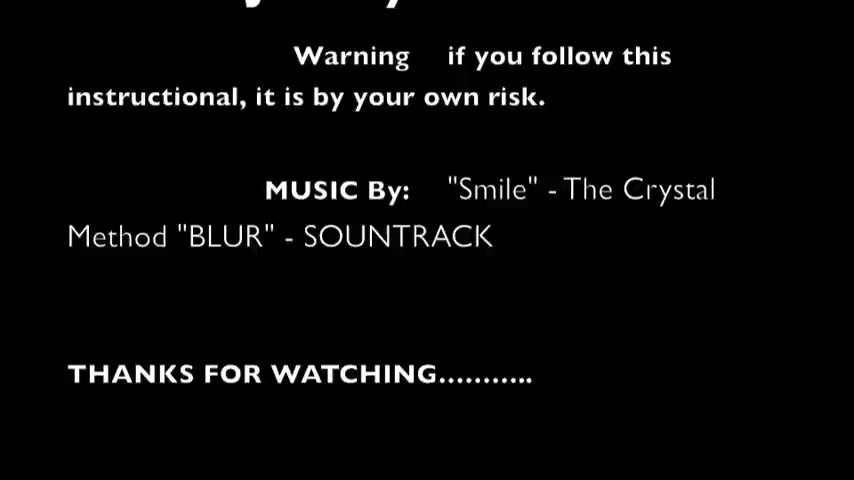 Warning if you follow this
instructional, it is by your own risk.
MUSIC By: "Smile" - The Crystal
Method "BLUR" - SOUNTRACK
THANKS FOR WATCHING...........